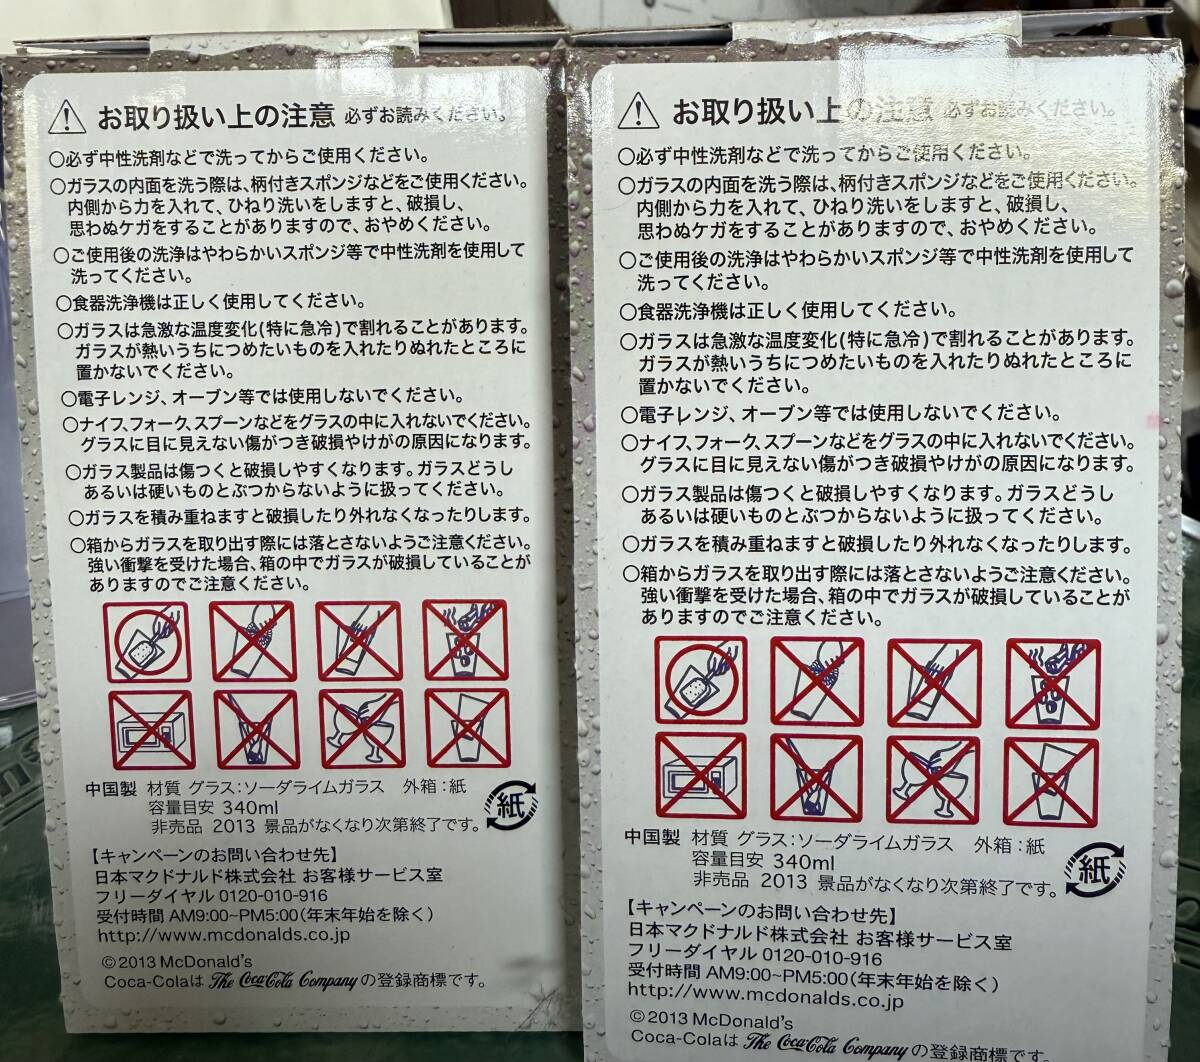 お取り扱い上の注意 必ずお読みください。
○必ず中性洗剤などで洗ってからご使用ください。
○ガラスの内面を洗う際は、柄付きスポンジなどをご使用ください。
内側から力を入れて、ひねり洗いをしますと、破損し、
思わぬケガをすることがありますので、おやめください。
○ご使用後の洗浄はやわらかいスポンジ等で中性洗剤を使用して
洗ってください。
○食器洗浄機は正しく使用してください。
○ガラスは急激な温度変化(特に急冷)で割れることがあります。
ガラスが熱いうちにつめたいものを入れたりぬれたところに
置かないでください。
○電子レンジ、オーブン等では使用しないでください。
○ナイフ、フォーク、スプーンなどをグラスの中に入れないでください。
グラスに目に見えない傷がつき破損やけがの原因になります。
○ガラス製品は傷つくと破損しやすくなります。ガラスどうし
あるいは硬いものとぶつからないように扱ってください。
○ガラスを積み重ねますと破損したり外れなくなったりします。
○箱からガラスを取り出す際には落とさないようご注意ください。
強い衝撃を受けた場合、箱の中でガラスが破損していることが
ありますのでご注意ください。
中国製 材質 グラス:ソーダライムガラス 外箱:紙
容量目安 340ml
非売品 2013 景品がなくなり次第終了です。
紙
【キャンペーンのお問い合わせ先】
日本マクドナルド株式会社 お客様サービス室
フリーダイヤル 0120-010-916
受付時間 AM9:00~PM5:00(年末年始を除く)
http://www.mcdonalds.co.jp
©2013 McDonald's
Coca-Colaは The Coca-Cola Company の登録商標です。
お取り扱い上の注意 必ずお読みください。
○必ず中性洗剤などで洗ってからご使用ください。
○ガラスの内面を洗う際は、柄付きスポンジなどをご使用ください。
内側から力を入れて、ひねり洗いをしますと、破損し、
思わぬケガをすることがありますので、おやめください。
○ご使用後の洗浄はやわらかいスポンジ等で中性洗剤を使用して
洗ってください。
○食器洗浄機は正しく使用してください。
○ガラスは急激な温度変化(特に急冷)で割れることがあります。
ガラスが熱いうちにつめたいものを入れたりぬれたところに
置かないでください。
○電子レンジ、オーブン等では使用しないでください。
○ナイフ、フォーク、スプーンなどをグラスの中に入れないでください。
グラスに目に見えない傷がつき破損やけがの原因になります。
○ガラス製品は傷つくと破損しやすくなります。ガラスどうし
あるいは硬いものとぶつからないように扱ってください。
○ガラスを積み重ねますと破損したり外れなくなったりします。
○箱からガラスを取り出す際には落とさないようご注意ください。
強い衝撃を受けた場合、箱の中でガラスが破損していることが
ありますのでご注意ください。
中国製 材質 グラス:ソーダライムガラス 外箱:紙
容量目安 340ml
非売品 2013 景品がなくなり次第終了です。
紙
【キャンペーンのお問い合わせ先】
日本マクドナルド株式会社 お客様サービス室
フリーダイヤル 0120-010-916
受付時間 AM9:00~PM5:00(年末年始を除く)
http://www.mcdonalds.co.jp
©2013 McDonald's
Coca-Colaは The Coca-Cola Company の登録商標です。